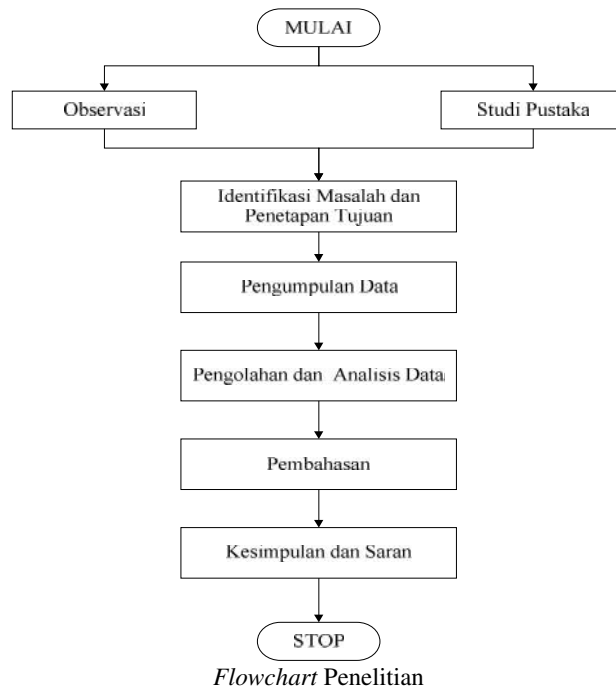 MULAI
Observasi
Studi Pustaka
Identifikasi Masalah dan
Penetapan Tujuan
Pengumpulan Data
Pengolahan dan Analisis Data
Pembahasan
Kesimpulan dan Saran
STOP
Flowchart Penelitian